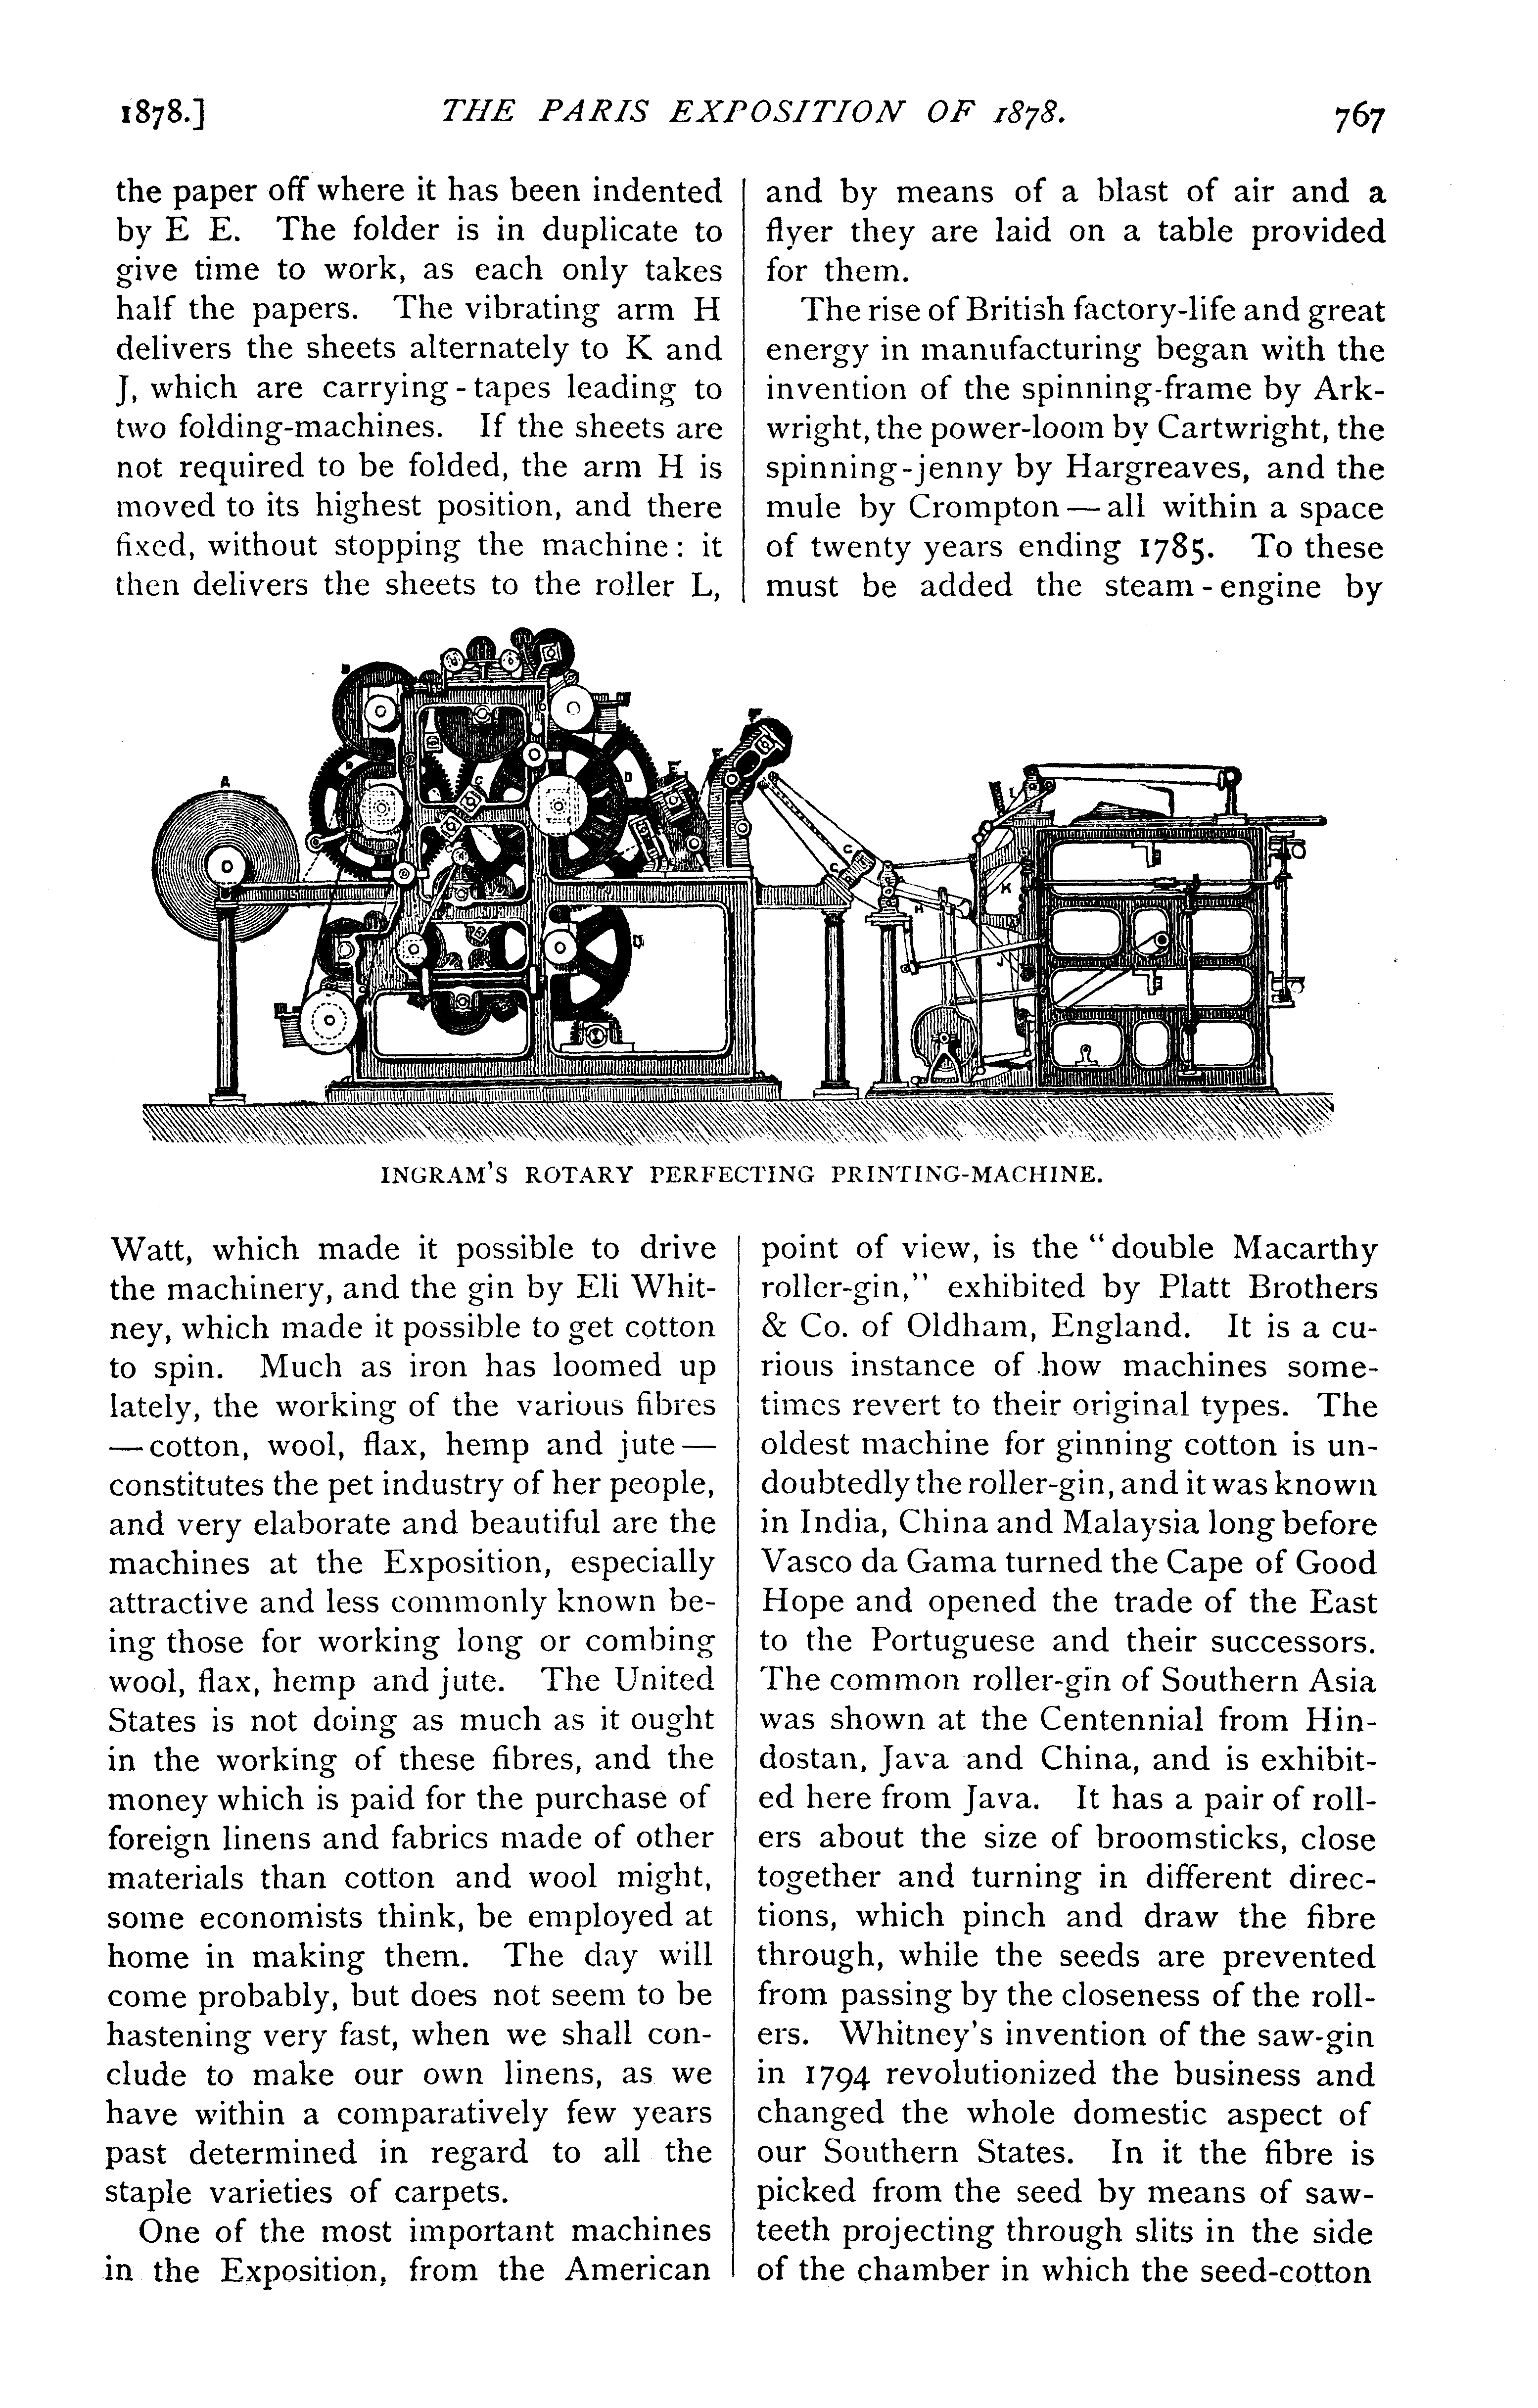 1878.] THE PARIS EXPOSITION OF 1878. 767
the paper off where it has been indented
by E E. The folder is in duplicate to
give time to work, as each only takes
half the papers. The vibrating arm H
delivers the sheets alternately to K and
J, which are carrying-tapes leading to
two folding-machines. If the sheets are
not required to be folded, the arm H is
moved to its highest position, and there
fixed, without stopping the machine: it
then delivers the sheets to the roller L,
and by means of a blast of air and a
flyer they are laid on a table provided
for them.
The rise of British factory-life and great
energy in manufacturing began with the
invention of the spinning-frame by Ark-
wright, the power-loom by Cartwright, the
spinning-jenny by Hargreaves, and the
mule by Crompton — all within a space
of twenty years ending 1785. To these
must be added the steam-engine by
A
B
B
C
D
D
E
E
F
F
G
G
H
I
K
J
INGRAM'S ROTARY PERFECTING PRINTING-MACHINE.
Watt, which made it possible to drive
the machinery, and the gin by Eli Whit-
ney, which made it possible to get cotton
to spin. Much as iron has loomed up
lately, the working of the various fibres
— cotton, wool, flax, hemp and jute —
constitutes the pet industry of her people,
and very elaborate and beautiful are the
machines at the Exposition, especially
attractive and less commonly known be-
ing those for working long or combing
wool, flax, hemp and jute. The United
States is not doing as much as it ought
in the working of these fibres, and the
money which is paid for the purchase of
foreign linens and fabrics made of other
materials than cotton and wool might,
some economists think, be employed at
home in making them. The day will
come probably, but does not seem to be
hastening very fast, when we shall con-
clude to make our own linens, as we
have within a comparatively few years
past determined in regard to all the
staple varieties of carpets.
One of the most important machines
in the Exposition, from the American
point of view, is the "double Macarthy
roller-gin," exhibited by Platt Brothers
& Co. of Oldham, England. It is a cu-
rious instance of how machines some-
times revert to their original types. The
oldest machine for ginning cotton is un-
doubtedly the roller-gin, and it was known
in India, China and Malaysia long before
Vasco da Gama turned the Cape of Good
Hope and opened the trade of the East
to the Portuguese and their successors.
The common roller-gin of Southern Asia
was shown at the Centennial from Hin-
dostan, Java and China, and is exhibit-
ed here from Java. It has a pair of roll-
ers about the size of broomsticks, close
together and turning in different direc-
tions, which pinch and draw the fibre
through, while the seeds are prevented
from passing by the closeness of the roll-
ers. Whitney's invention of the saw-gin
in 1794 revolutionized the business and
changed the whole domestic aspect of
our Southern States. In it the fibre is
picked from the seed by means of saw-
teeth projecting through slits in the side
of the chamber in which the seed-cotton